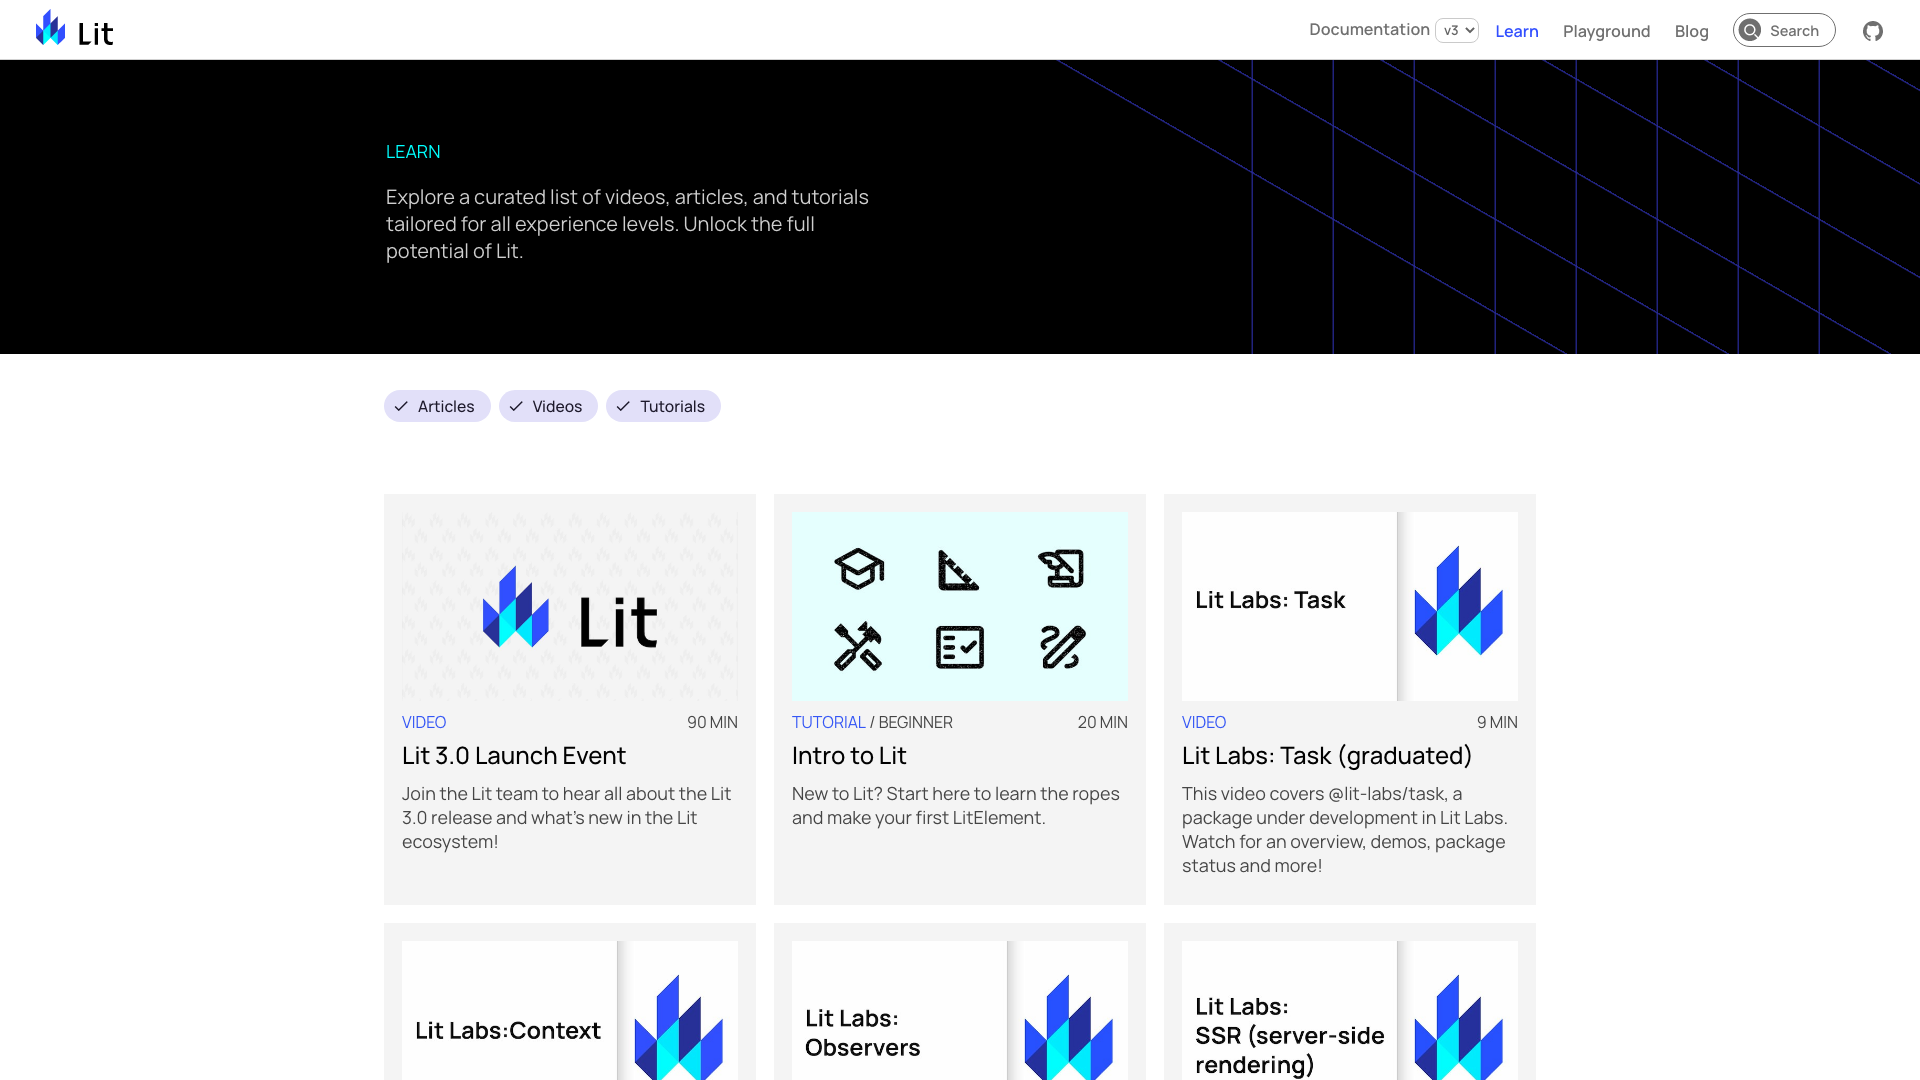 Lit
Documentation v3 Learn Playground Blog Search
LEARN
Explore a curated list of videos, articles, and tutorials
tailored for all experience levels. Unlock the full
potential of Lit.
Articles Videos Tutorials
Lit
VIDEO 90 MIN
Lit 3.0 Launch Event
Join the Lit team to hear all about the Lit
3.0 release and what's new in the Lit
ecosystem!
TUTORIAL / BEGINNER 20 MIN
Intro to Lit
New to Lit? Start here to learn the ropes
and make your first LitElement.
Lit Labs: Task
VIDEO 9 MIN
Lit Labs: Task (graduated)
This video covers @lit-labs/task, a
package under development in Lit Labs.
Watch for an overview, demos, package
status and more!
Lit Labs:Context
Lit Labs:
Observers
Lit Labs:
SSR (server-side
rendering)